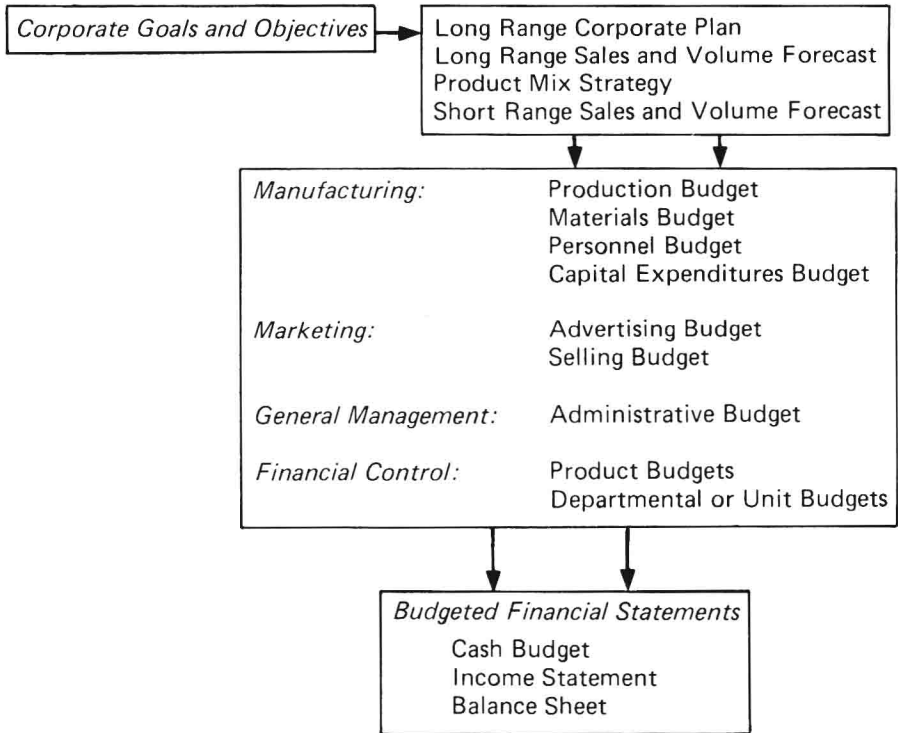 Corporate Goals and Objectives
Long Range Corporate Plan
Long Range Sales and Volume Forecast
Product Mix Strategy
Short Range Sales and Volume Forecast
Manufacturing: Production Budget
Materials Budget
Personnel Budget
Capital Expenditures Budget
Marketing: Advertising Budget
Selling Budget
General Management: Administrative Budget
Financial Control: Product Budgets
Departmental or Unit Budgets
Budgeted Financial Statements
Cash Budget
Income Statement
Balance Sheet